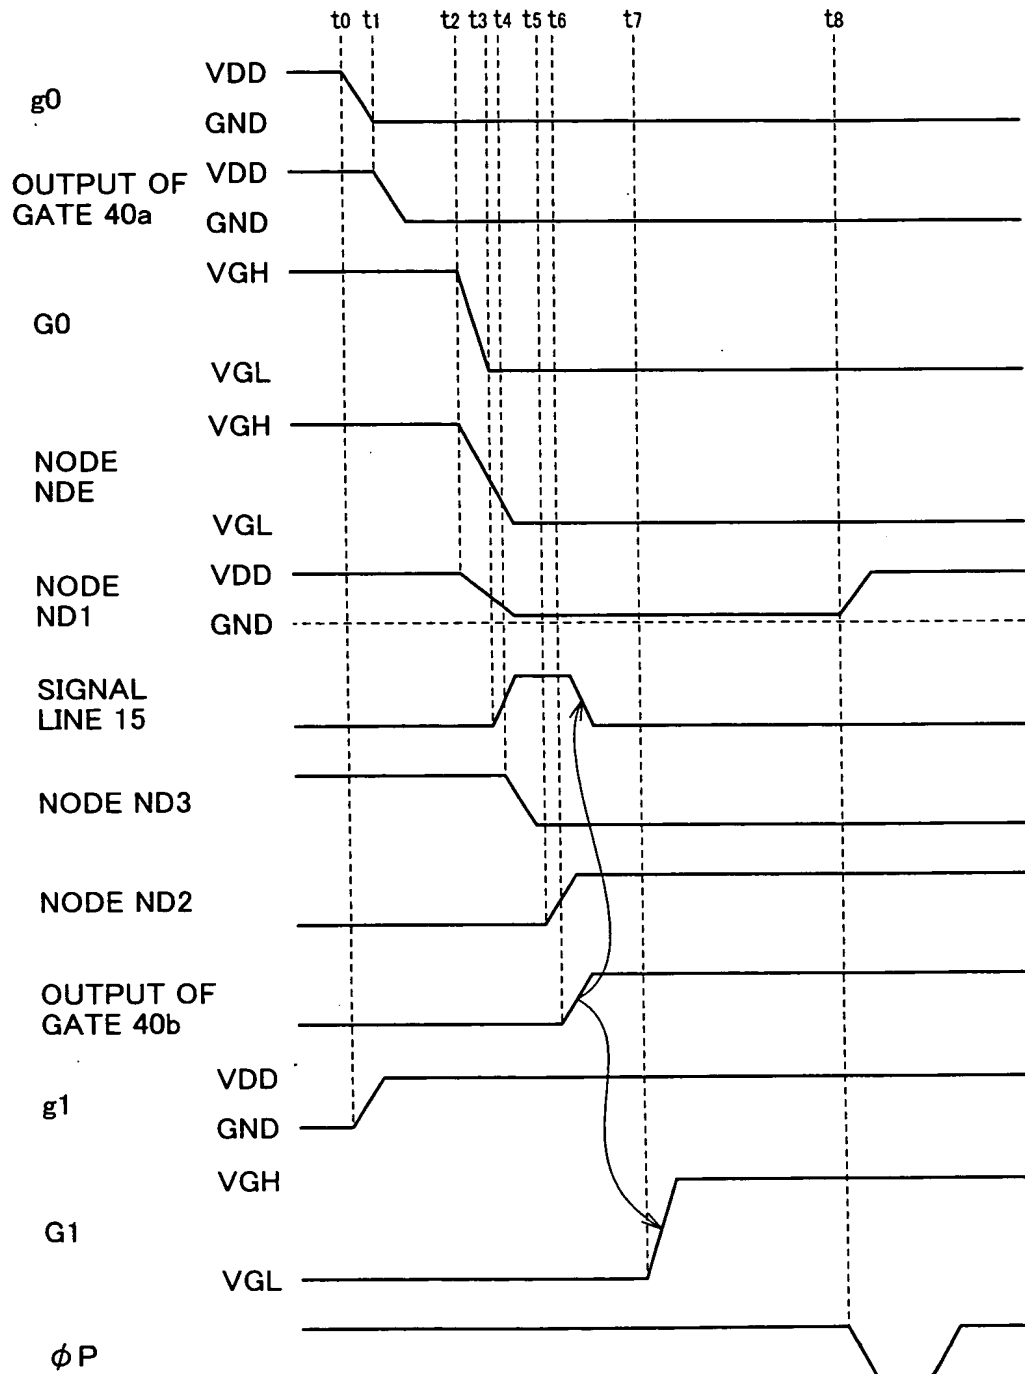 t0 t1 t2 t3 t4 t5 t6 t7 t8
g0
VDD
GND
OUTPUT OF
GATE 40a
VDD
GND
G0
VGH
VGL
NODE
NDE
VGH
VGL
NODE
ND1
VDD
GND
SIGNAL
LINE 15
NODE ND3
NODE ND2
OUTPUT OF
GATE 40b
g1
VDD
GND
G1
VGH
VGL
φP